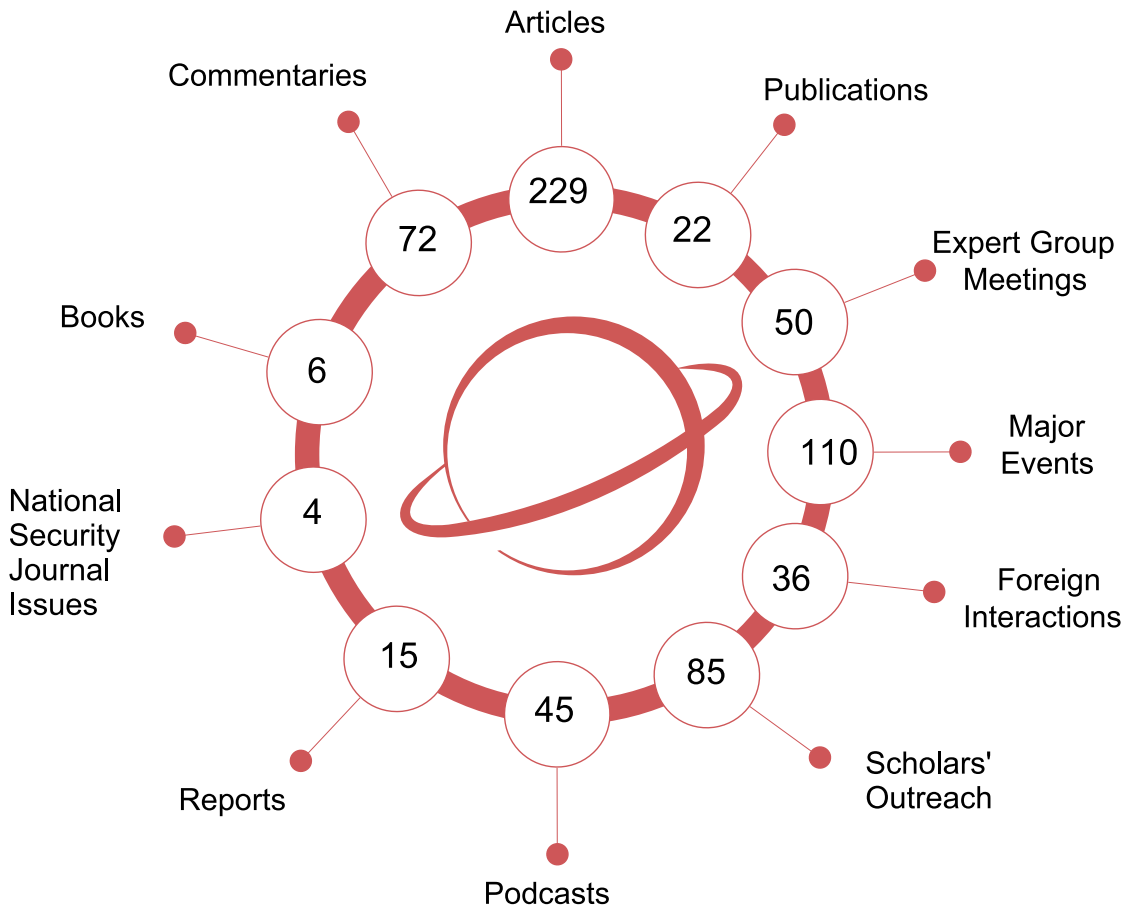 Articles
229
Publications
22
Expert Group
Meetings
50
Major
Events
110
Foreign
Interactions
36
Scholars'
Outreach
85
Podcasts
45
Reports
15
National
Security
Journal
Issues
4
Books
6
Commentaries
72